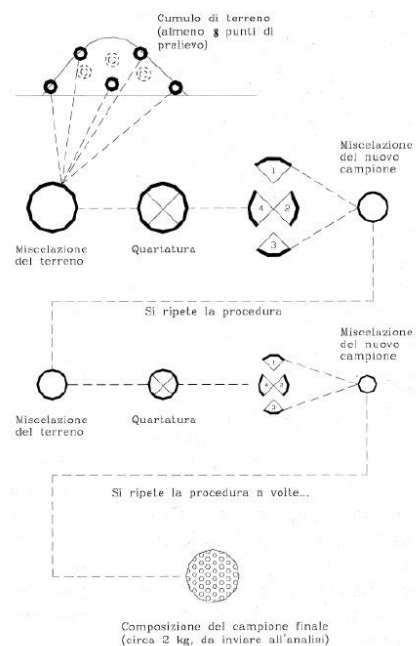 Cumulo di terreno
(almeno 8 punti di
prelievo)
Miscelazione
del nuovo
campione
1
4
2
3
Miscelazione
del terreno
Quartatura
Si ripete la procedura
Miscelazione
del nuovo
campione
1
4
2
3
Miscelazione
del terreno
Quartatura
Si ripete la procedura n volte...
Composizione del campione finale
(circa 2 kg, da inviare all'analisi)